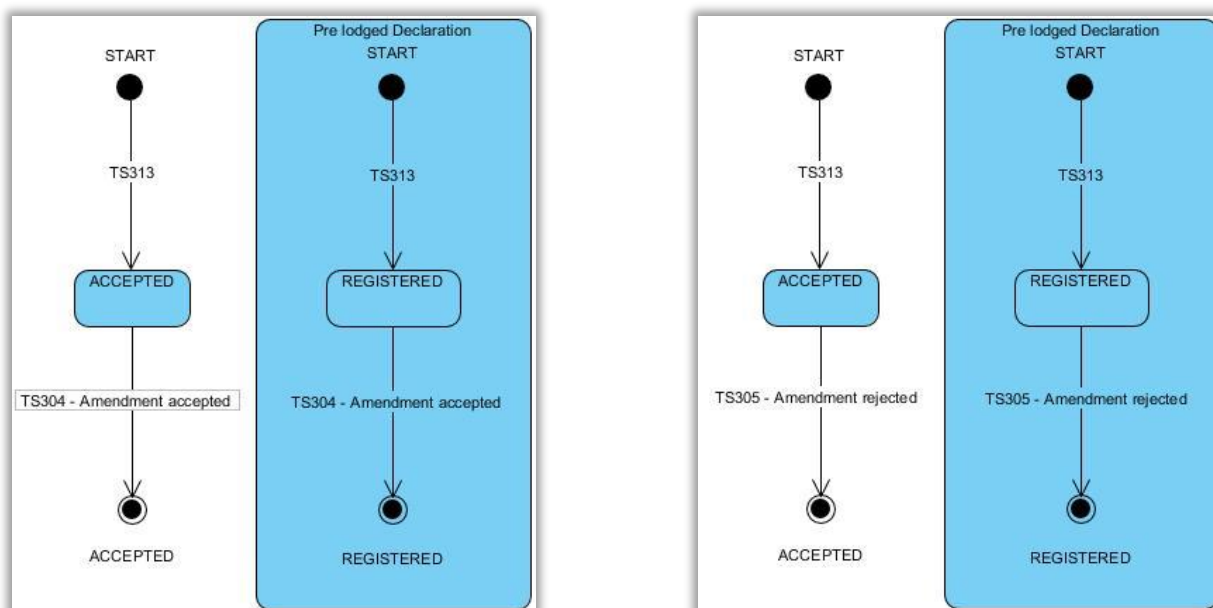 Pre lodged Declaration
START
START
TS313
TS313
ACCEPTED
REGISTERED
TS304 - Amendment accepted
TS304 - Amendment accepted
ACCEPTED
REGISTERED
Pre lodged Declaration
START
START
TS313
TS313
ACCEPTED
REGISTERED
TS305 - Amendment rejected
TS305 - Amendment rejected
ACCEPTED
REGISTERED